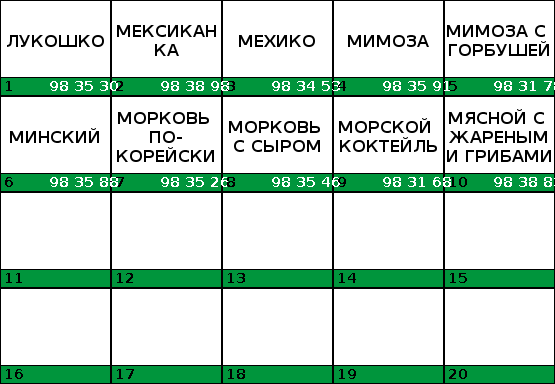 ЛУКОШКО
МЕКСИКАН
КА
МЕХИКО
МИМОЗА
МИМОЗА С
ГОРБУШЕЙ
1 98 35 30
2 98 38 98
3 98 34 53
4 98 35 91
5 98 31 78
МИНСКИЙ
МОРКОВЬ
ПО-
КОРЕЙСКИ
МОРКОВЬ
С СЫРОМ
МОРСКОЙ
КОКТЕЙЛЬ
МЯСНОЙ С
ЖАРЕНЫМ
И ГРИБАМИ
6 98 35 88
7 98 35 26
8 98 35 46
9 98 31 68
10 98 38 8
11
12
13
14
15
16
17
18
19
20